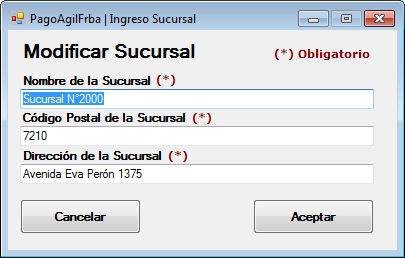 PagoAgilFrba | Ingreso Sucursal
Modificar Sucursal (*) Obligatorio
Nombre de la Sucursal (*)
Sucursal N°2000
Código Postal de la Sucursal (*)
7210
Dirección de la Sucursal (*)
Avenida Eva Perón 1375
Cancelar Aceptar